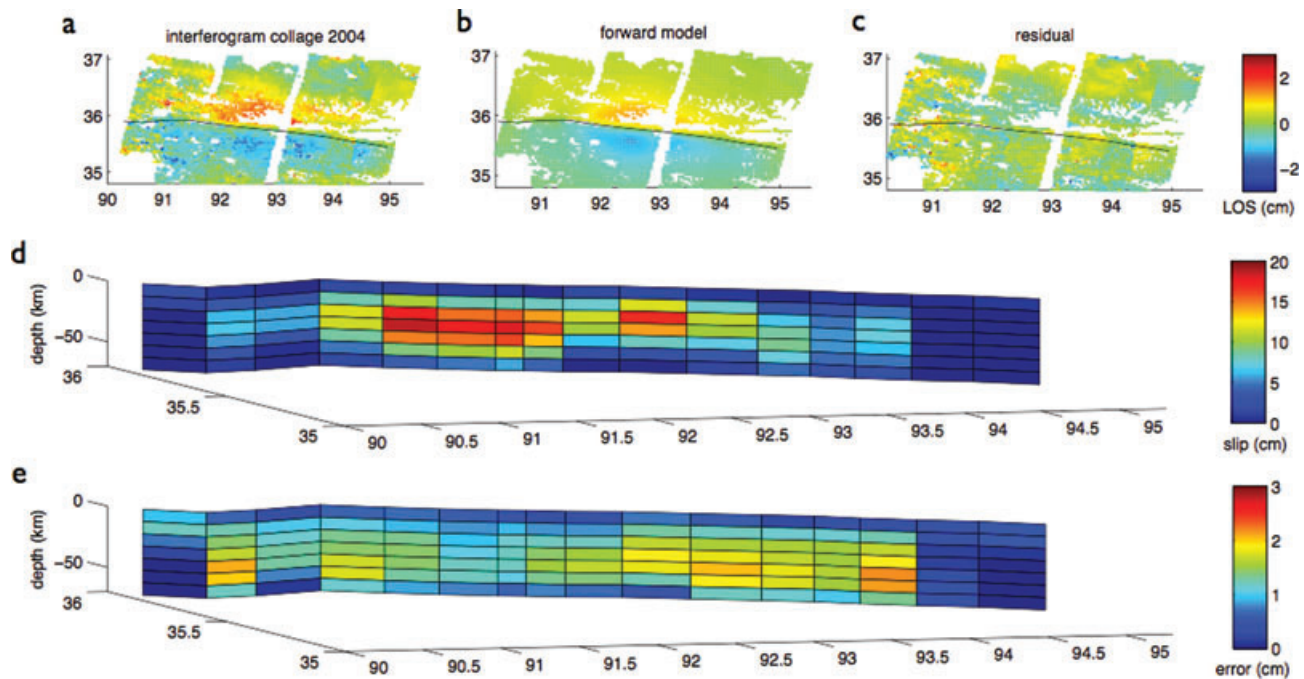 a
interferogram collage 2004
b
forward model
c
residual
37
36
35
90 91 92 93 94 95
37
36
35
91 92 93 94 95
37
36
35
91 92 93 94 95
2
0
−2
LOS (cm)
d
depth (km)
0
−50
36
35.5
35
90 90.5 91 91.5 92 92.5 93 93.5 94 94.5 95
20
15
10
5
0
slip (cm)
e
depth (km)
0
−50
36
35.5
35
90 90.5 91 91.5 92 92.5 93 93.5 94 94.5 95
3
2
1
0
error (cm)